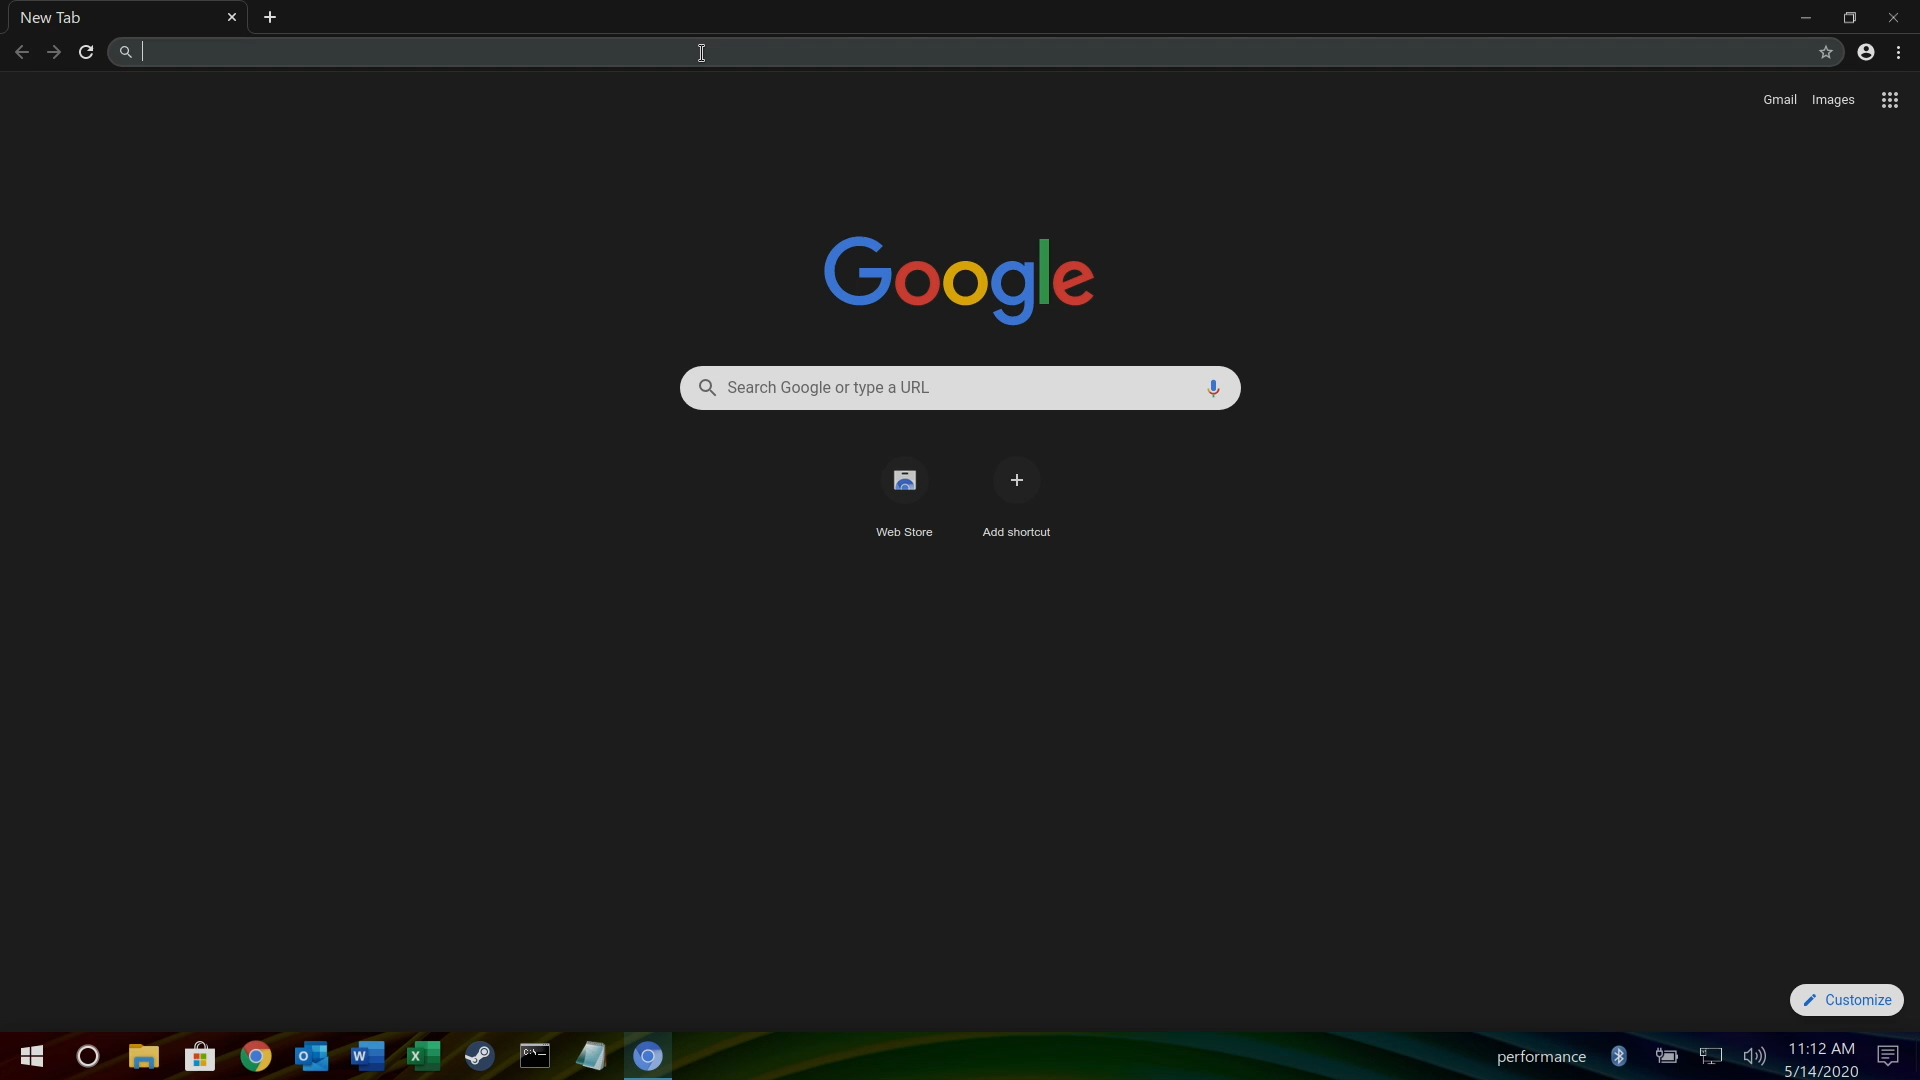 New Tab
Gmail Images
Google
Search Google or type a URL
Web Store
Add shortcut
Customize
performance
11:12 AM
5/14/2020